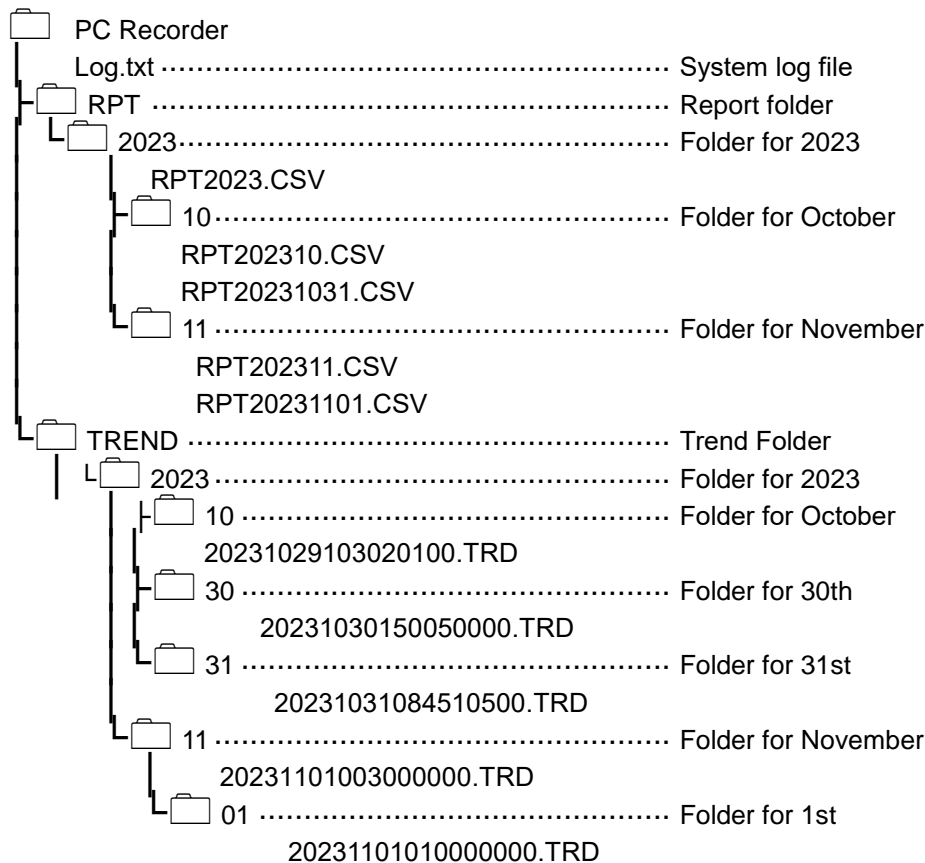 PC Recorder
Log.txt ................................................................ System log file
RPT ................................................................ Report folder
2023................................................................ Folder for 2023
RPT2023.CSV
10 ................................................................ Folder for October
RPT202310.CSV
RPT20231031.CSV
11 ................................................................ Folder for November
RPT202311.CSV
RPT20231101.CSV
TREND ................................................................ Trend Folder
2023 ................................................................ Folder for 2023
10 ................................................................ Folder for October
20231029103020100.TRD
30 ................................................................ Folder for 30th
20231030150050000.TRD
31 ................................................................ Folder for 31st
20231031084510500.TRD
11 ................................................................ Folder for November
20231101003000000.TRD
01 ................................................................ Folder for 1st
20231101010000000.TRD